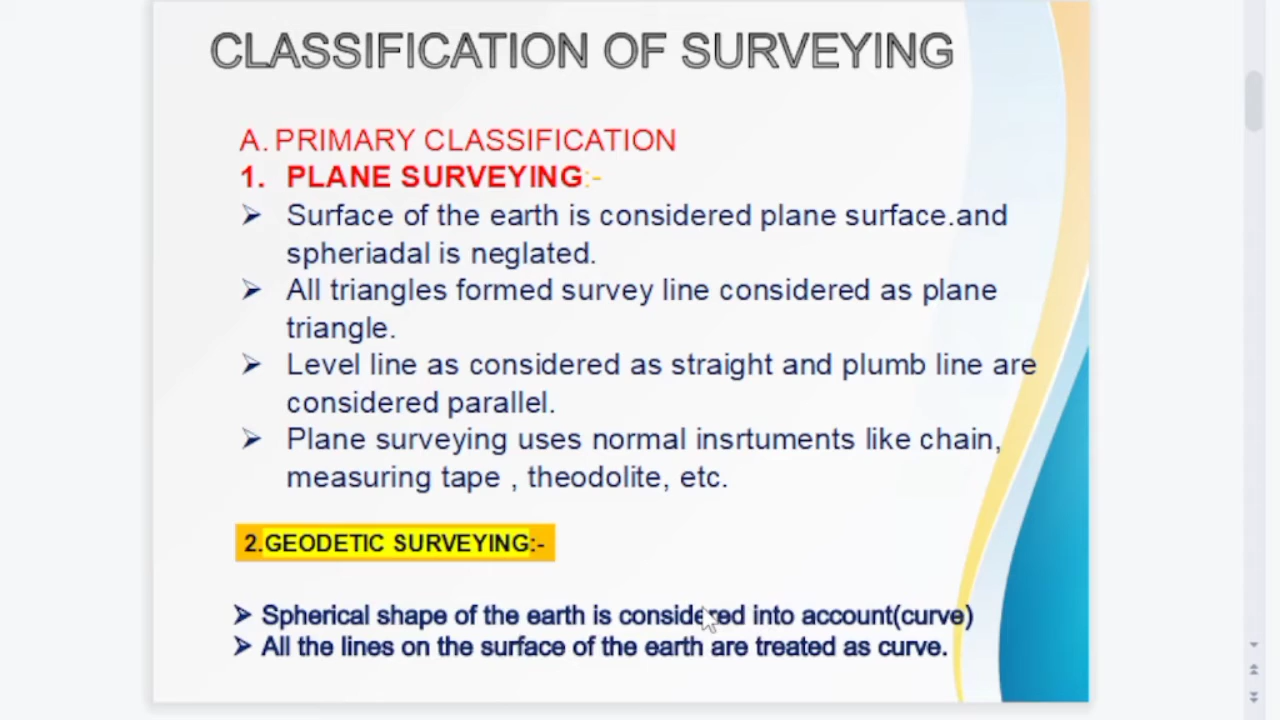 CLASSIFICATION OF SURVEYING
A. PRIMARY CLASSIFICATION
1. PLANE SURVEYING:-
➢ Surface of the earth is considered plane surface.and
spheriadal is neglated.
➢ All triangles formed survey line considered as plane
triangle.
➢ Level line as considered as straight and plumb line are
considered parallel.
➢ Plane surveying uses normal insrtuments like chain,
measuring tape , theodolite, etc.
2.GEODETIC SURVEYING:-
➢ Spherical shape of the earth is considered into account(curve)
➢ All the lines on the surface of the earth are treated as curve.